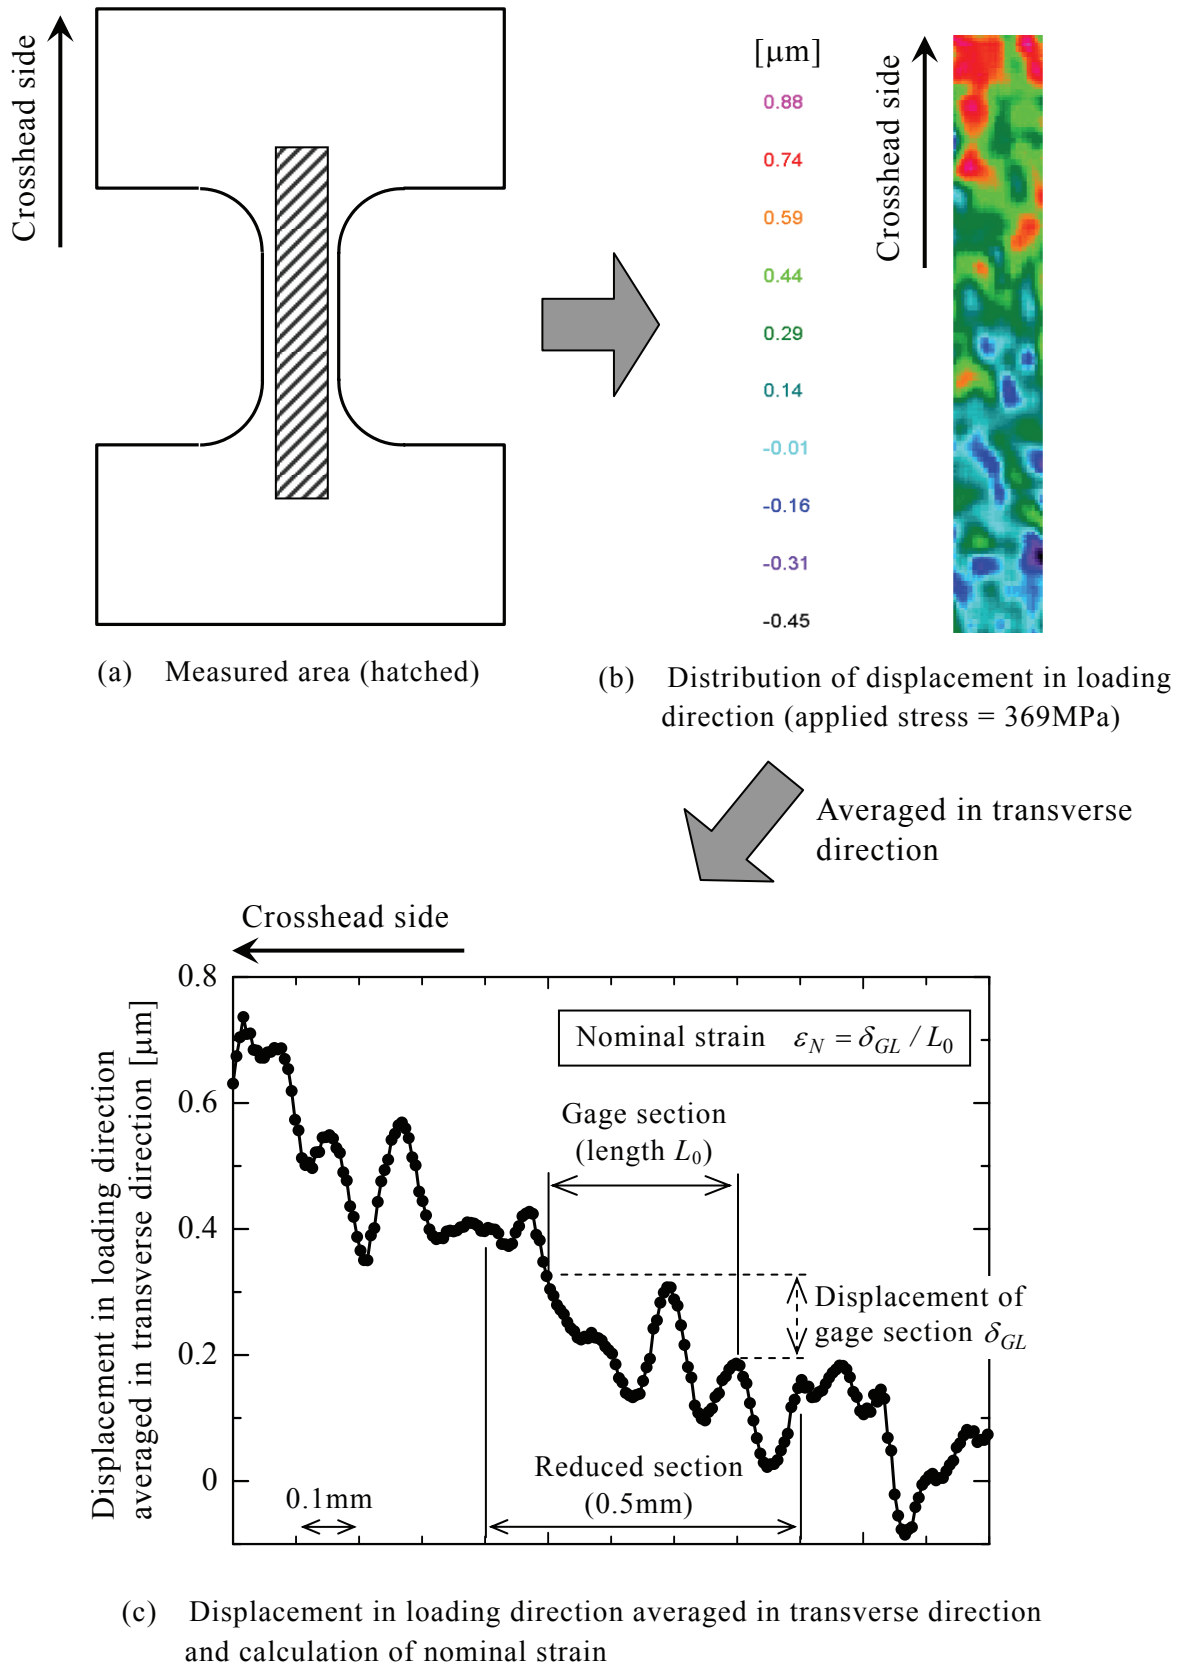 Crosshead side
(a) Measured area (hatched)
[μm]
0.88
0.74
0.59
0.44
0.29
0.14
-0.01
-0.16
-0.31
-0.45
Crosshead side
(b) Distribution of displacement in loading
direction (applied stress = 369MPa)
Averaged in transverse
direction
Crosshead side
Displacement in loading direction
averaged in transverse direction [μm]
0.8
0.6
0.4
0.2
0
Nominal strain ε_N = δ_GL / L_0
Gage section
(length L_0)
Displacement of
gage section δ_GL
Reduced section
(0.5mm)
0.1mm
(c) Displacement in loading direction averaged in transverse direction
and calculation of nominal strain